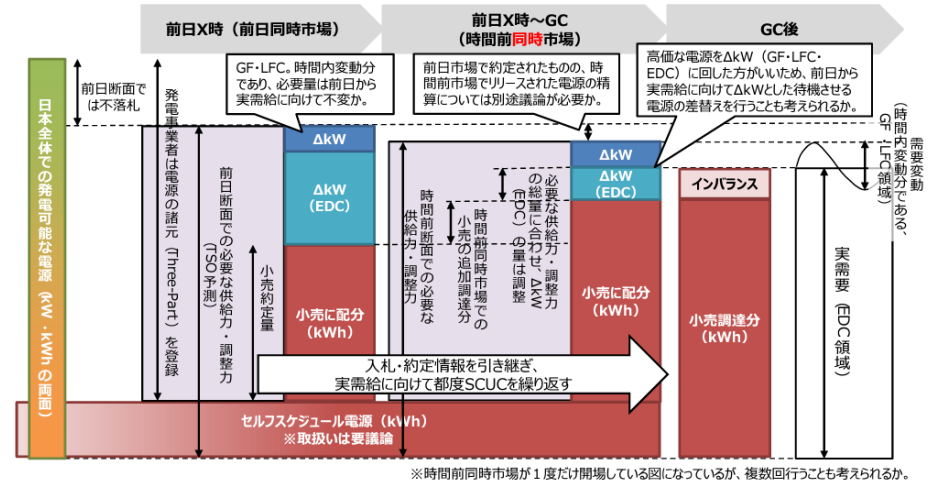 前日X時（前日同時市場）
前日X時～GC
（時間前同時市場）
GC後
GF・LFC。時間内変動分
であり、必要量は前日から
実需給に向けて不変か。
前日市場で約定されたものの、時
間前市場でリリースされた電源の精
算については別途議論が必要か。
高価な電源をΔkW（GF・LFC・
EDC）に回した方がいいため、前日から
実需給に向けてΔkWとした待機させる
電源の差替えを行うことも考えられるか。
日本全体での発電可能な電源（kW・kWhの両面）
前日断面で
は不落札
発電事業者は電源の諸元（Three-Part）を登録
前日断面での必要な供給力・調整力
（TSO予測）
小売約定量
ΔkW
ΔkW
（EDC）
小売に配分
（kWh）
時間前断面での必要な
供給力・調整力
時間前同時市場での
小売の追加調達分
必要な供給力・調整力
の総量に合わせ、ΔkW
（EDC）の量は調整
ΔkW
ΔkW
（EDC）
小売に配分
（kWh）
インバランス
小売調達分
（kWh）
需要変動
（時間内変動分である、
GF・LFC領域）
実需要（EDC領域）
入札・約定情報を引き継ぎ、
実需給に向けて都度SCUCを繰り返す
セルフスケジュール電源（kWh）
※取扱いは要議論
※時間前同時市場が１度だけ開場している図になっているが、複数回行うことも考えられるか。